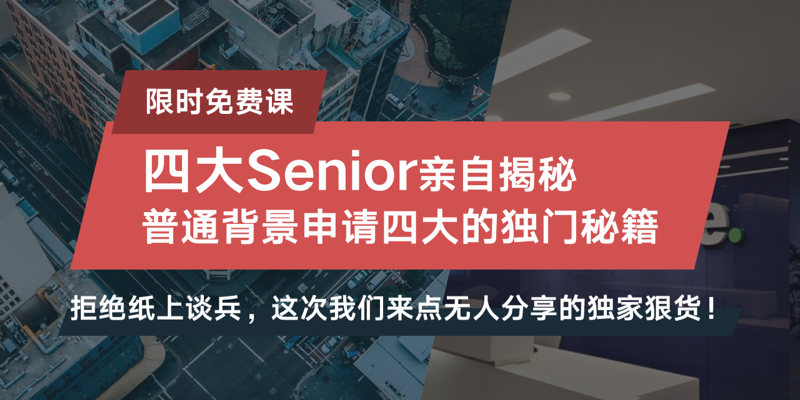 限时免费课
四大Senior亲自揭秘
普通背景申请四大的独门秘籍
拒绝纸上谈兵，这次我们来点无人分享的独家狠货！